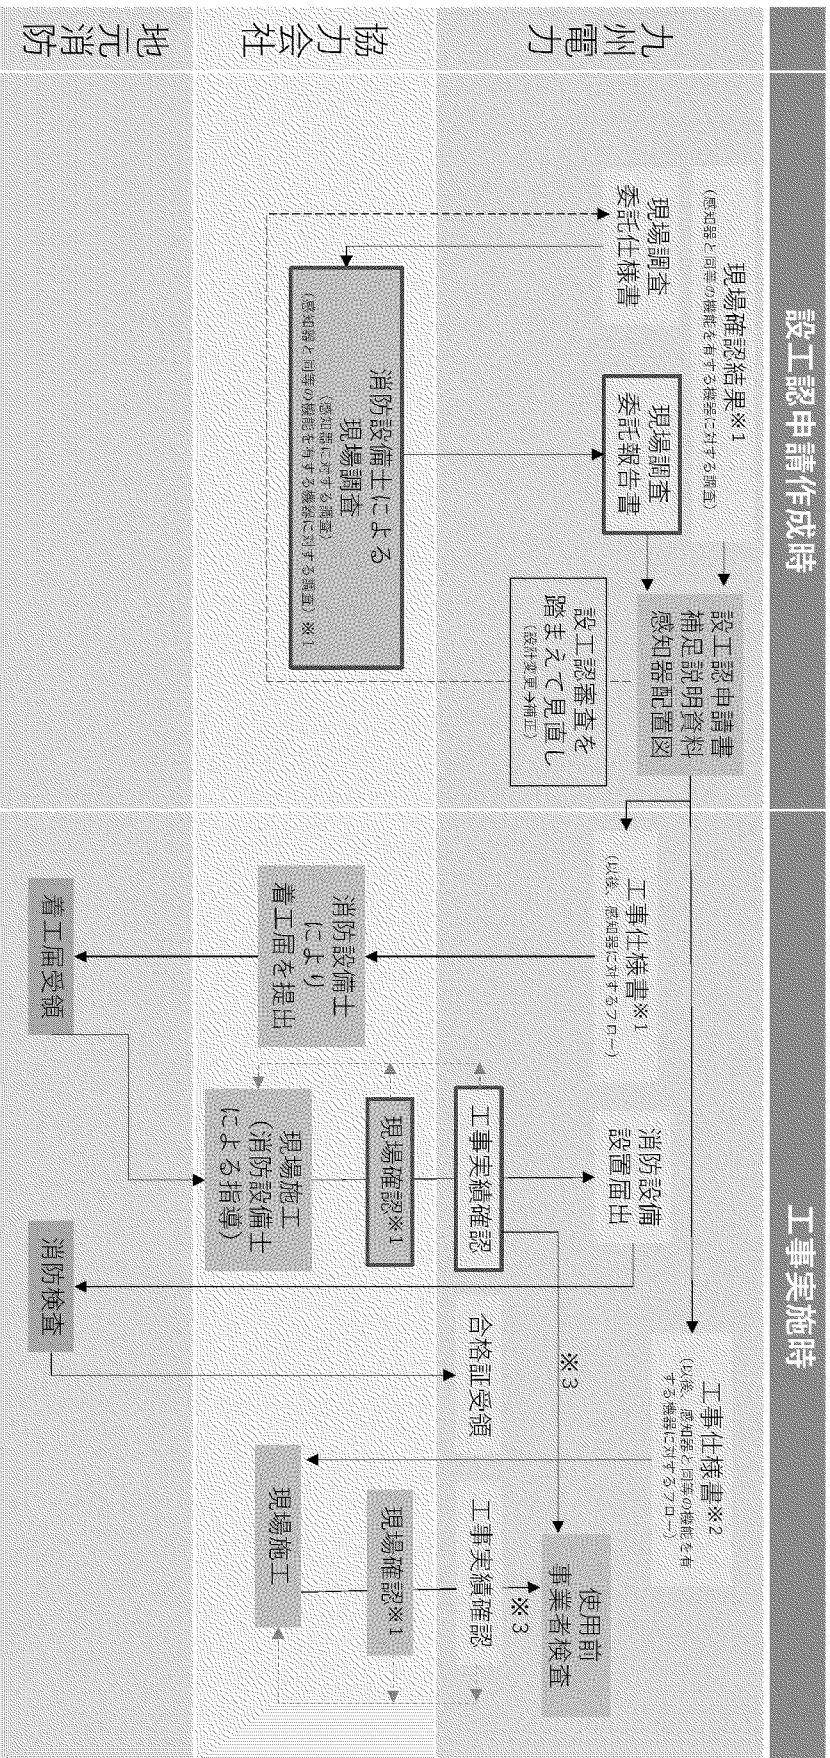 設工認申請作成時
工事実施時
九州
電力
協力会社
地元消防
現場確認結果※1
(感知器と同等の機能を有する機器に対する調査)
現場調査
委託仕様書
現場調査
委託報告書
設工認申請書
補足説明資料
感知器配置図
設工認審査を
踏まえて見直し
(設計変更→補正)
消防設備士による
現場調査
(感知器に対する調査)
(感知器と同等の機能を有する機器に対する調査)※1
工事仕様書※1
(以後、感知器に対するフロー)
消防設備士
により
着工届を提出
着工届受領
消防設備
設置届出
工事実績確認
現場確認※1
現場施工
(消防設備士
による指導)
消防検査
合格証受領
※3
工事仕様書※2
(以後、感知器と同等の機能を有
する機器に対するフロー)
使用前
事業者検査
※3
工事実績確認
現場確認※1
現場施工